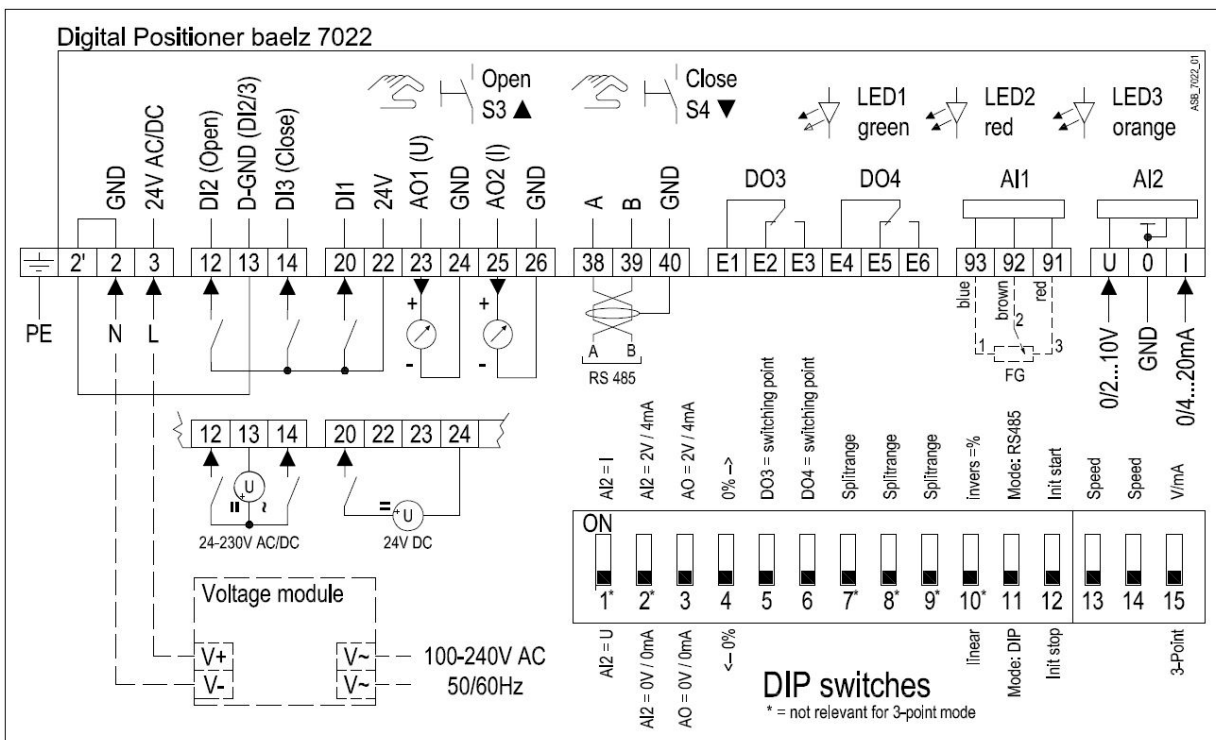 Digital Positioner baelz 7022
ASB_7022_01
Open
S3 ▲
Close
S4 ▼
LED1
green
LED2
red
LED3
orange
GND
24V AC/DC
DI2 (Open)
D-GND (DI2/3)
DI3 (Close)
DI1
24V
AO1 (U)
GND
AO2 (I)
GND
A
B
GND
DO3
DO4
AI1
AI2
2' 2 3
12 13 14
20 22 23 24 25 26
38 39 40
E1 E2 E3 E4 E5 E6
93 92 91
U 0 I
PE
N
L
+
-
+
-
A B
RS 485
blue
brown
red
1
2
3
FG
0/2...10V
GND
0/4...20mA
12 13 14
20 22 23 24
U
+
=
~
24-230V AC/DC
=
+
U
24V DC
Voltage module
V+
V-
V~
V~
100-240V AC
50/60Hz
AI2 = I
AI2 = 2V / 4mA
AO = 2V / 4mA
0% -->
DO3 = switching point
DO4 = switching point
Splitrange
Splitrange
Splitrange
invers =%
Mode: RS485
Init start
Speed
Speed
V/mA
ON
1* 2* 3 4 5 6 7* 8* 9* 10* 11 12 13 14 15
AI2 = U
AI2 = 0V / 0mA
AO = 0V / 0mA
<-- 0%
linear
Mode: DIP
Init stop
3-Point
DIP switches
* = not relevant for 3-point mode